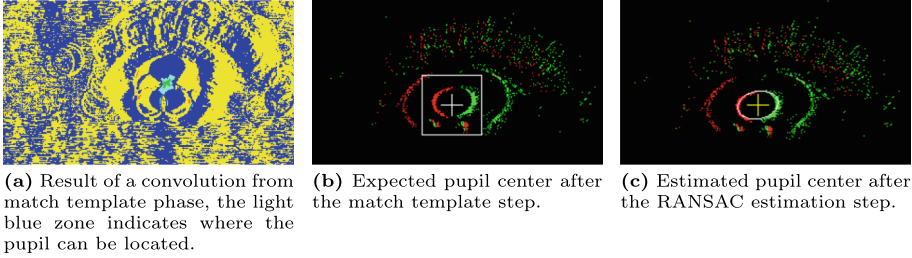 (a) Result of a convolution from
match template phase, the light
blue zone indicates where the
pupil can be located.
(b) Expected pupil center after
the match template step.
(c) Estimated pupil center after
the RANSAC estimation step.